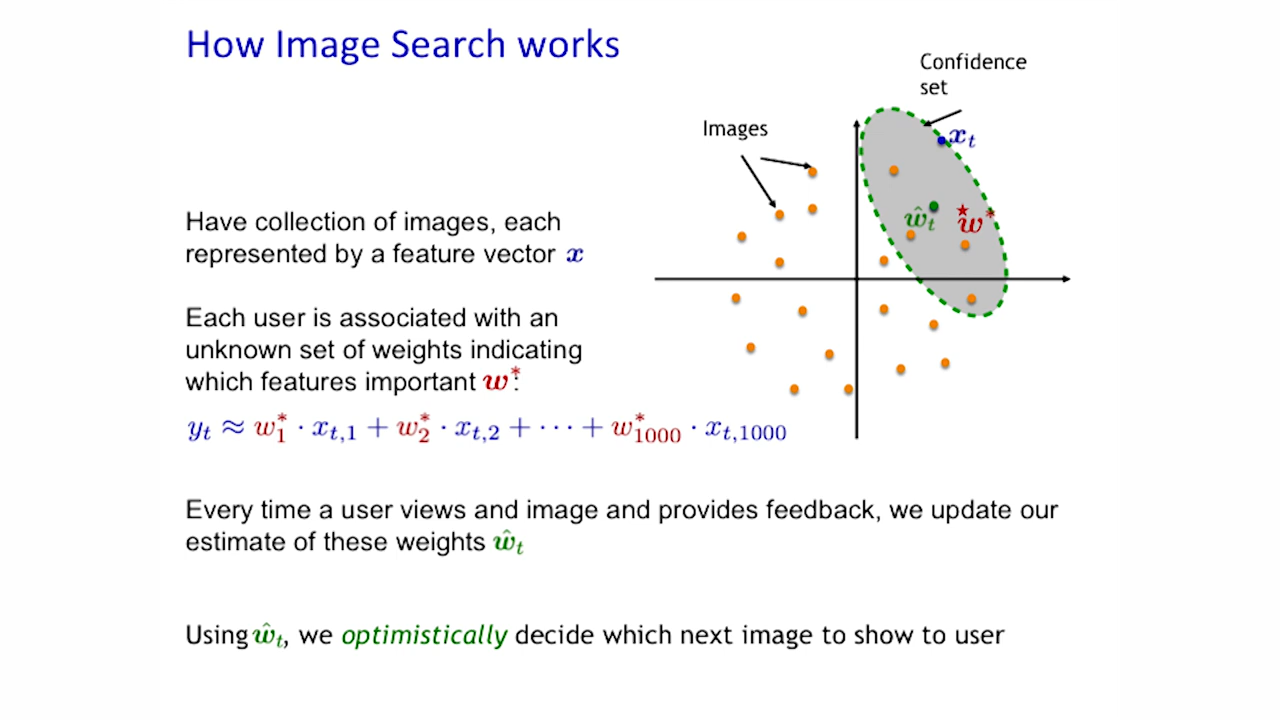 How Image Search works
Confidence
set
Images
x_t
ŵ_t
w*
Have collection of images, each
represented by a feature vector x
Each user is associated with an
unknown set of weights indicating
which features important w*:
y_t ≈ w*_1 · x_{t,1} + w*_2 · x_{t,2} + ··· + w*_{1000} · x_{t,1000}
Every time a user views and image and provides feedback, we update our
estimate of these weights ŵ_t
Using ŵ_t, we optimistically decide which next image to show to user